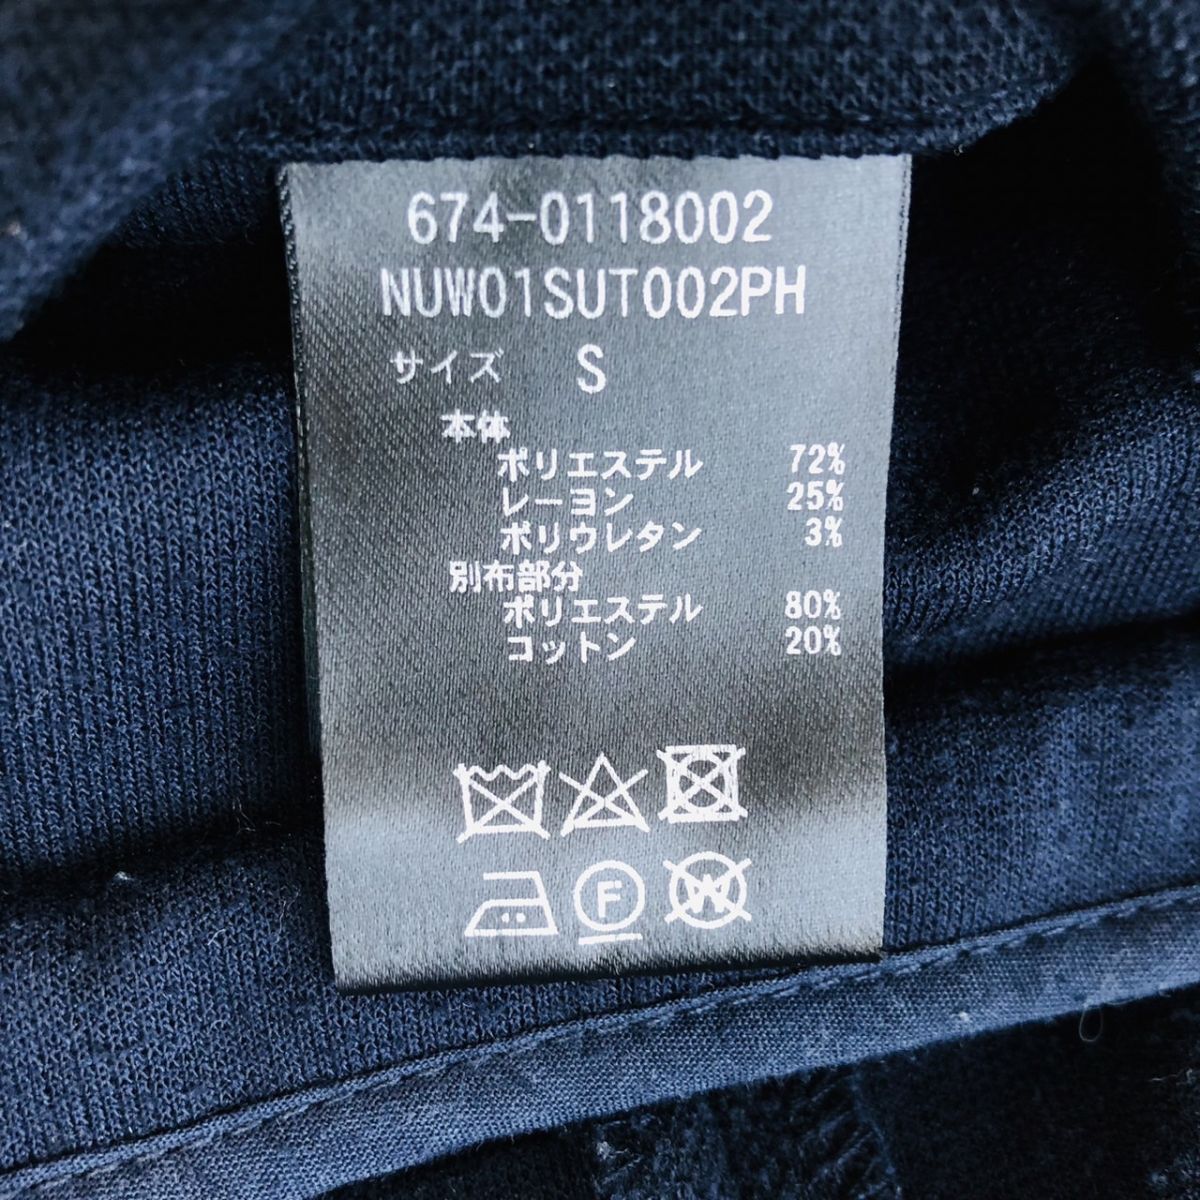 674-0118002
NUW01SUT002PH
サイズ S
本体
ポリエステル 72%
レーヨン 25%
ポリウレタン 3%
別布部分
ポリエステル 80%
コットン 20%
F W